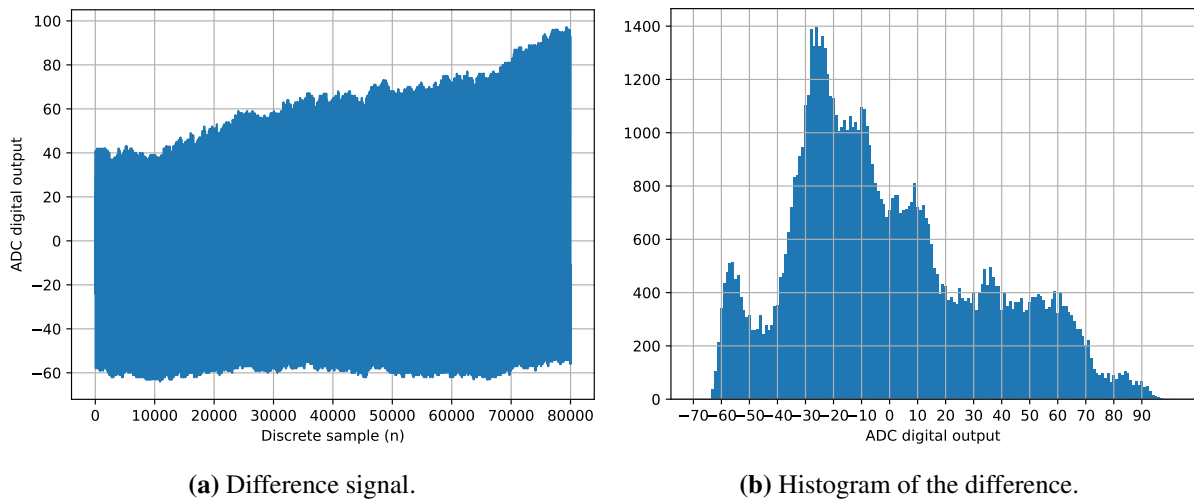 100
80
60
40
20
0
−20
−40
−60
ADC digital output
0 10000 20000 30000 40000 50000 60000 70000 80000
Discrete sample (n)
(a) Difference signal.
1400
1200
1000
800
600
400
200
0
−70−60−50−40−30−20−10 0 10 20 30 40 50 60 70 80 90
ADC digital output
(b) Histogram of the difference.